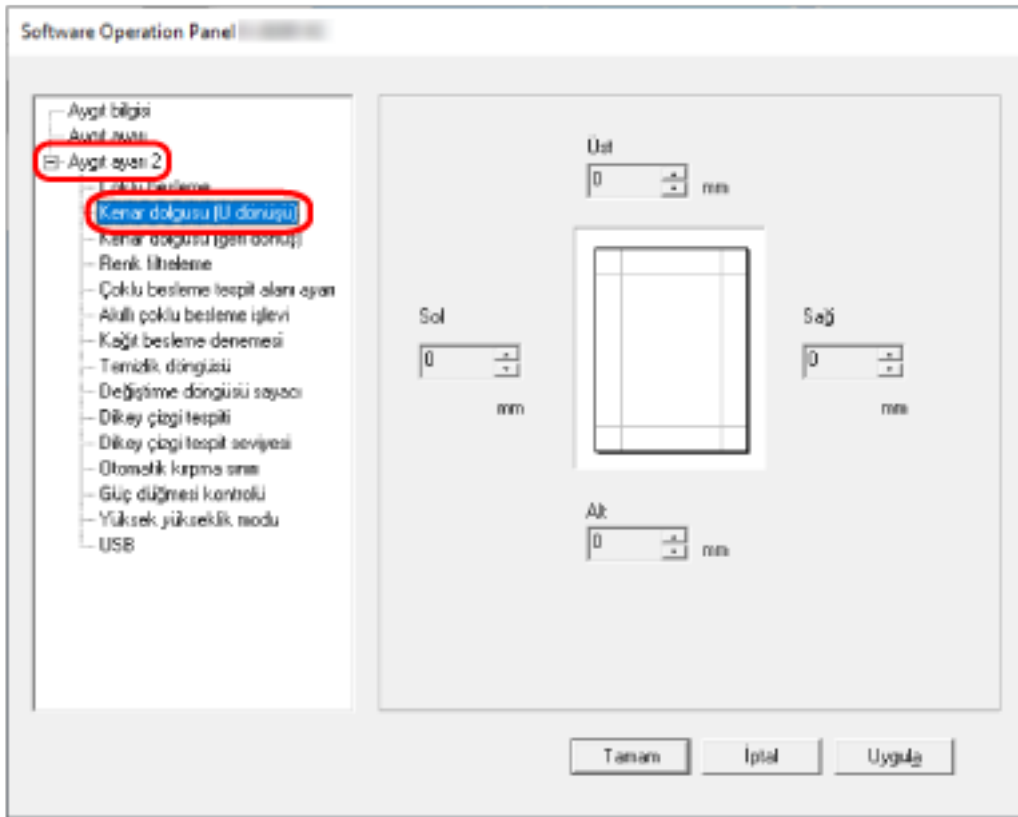 Software Operation Panel
Aygıt bilgisi
Aygıt ayarı
Aygıt ayarı 2
Çoklu besleme
Kenar dolgusu (U dönüşü)
Kenar dolgusu (geri dönüş)
Renk filtreleme
Çoklu besleme tespit alanı ayarı
Akıllı çoklu besleme işlevi
Kağıt besleme denemesi
Temizlik döngüsü
Değiştirme döngüsü sayacı
Dikey çizgi tespiti
Dikey çizgi tespit seviyesi
Otomatik kırpma sınırı
Güç düğmesi kontrolü
Yüksek yükseklik modu
USB
Üst
0 mm
Sol
0
mm
Sağ
0
mm
Alt
0 mm
Tamam İptal Uygula